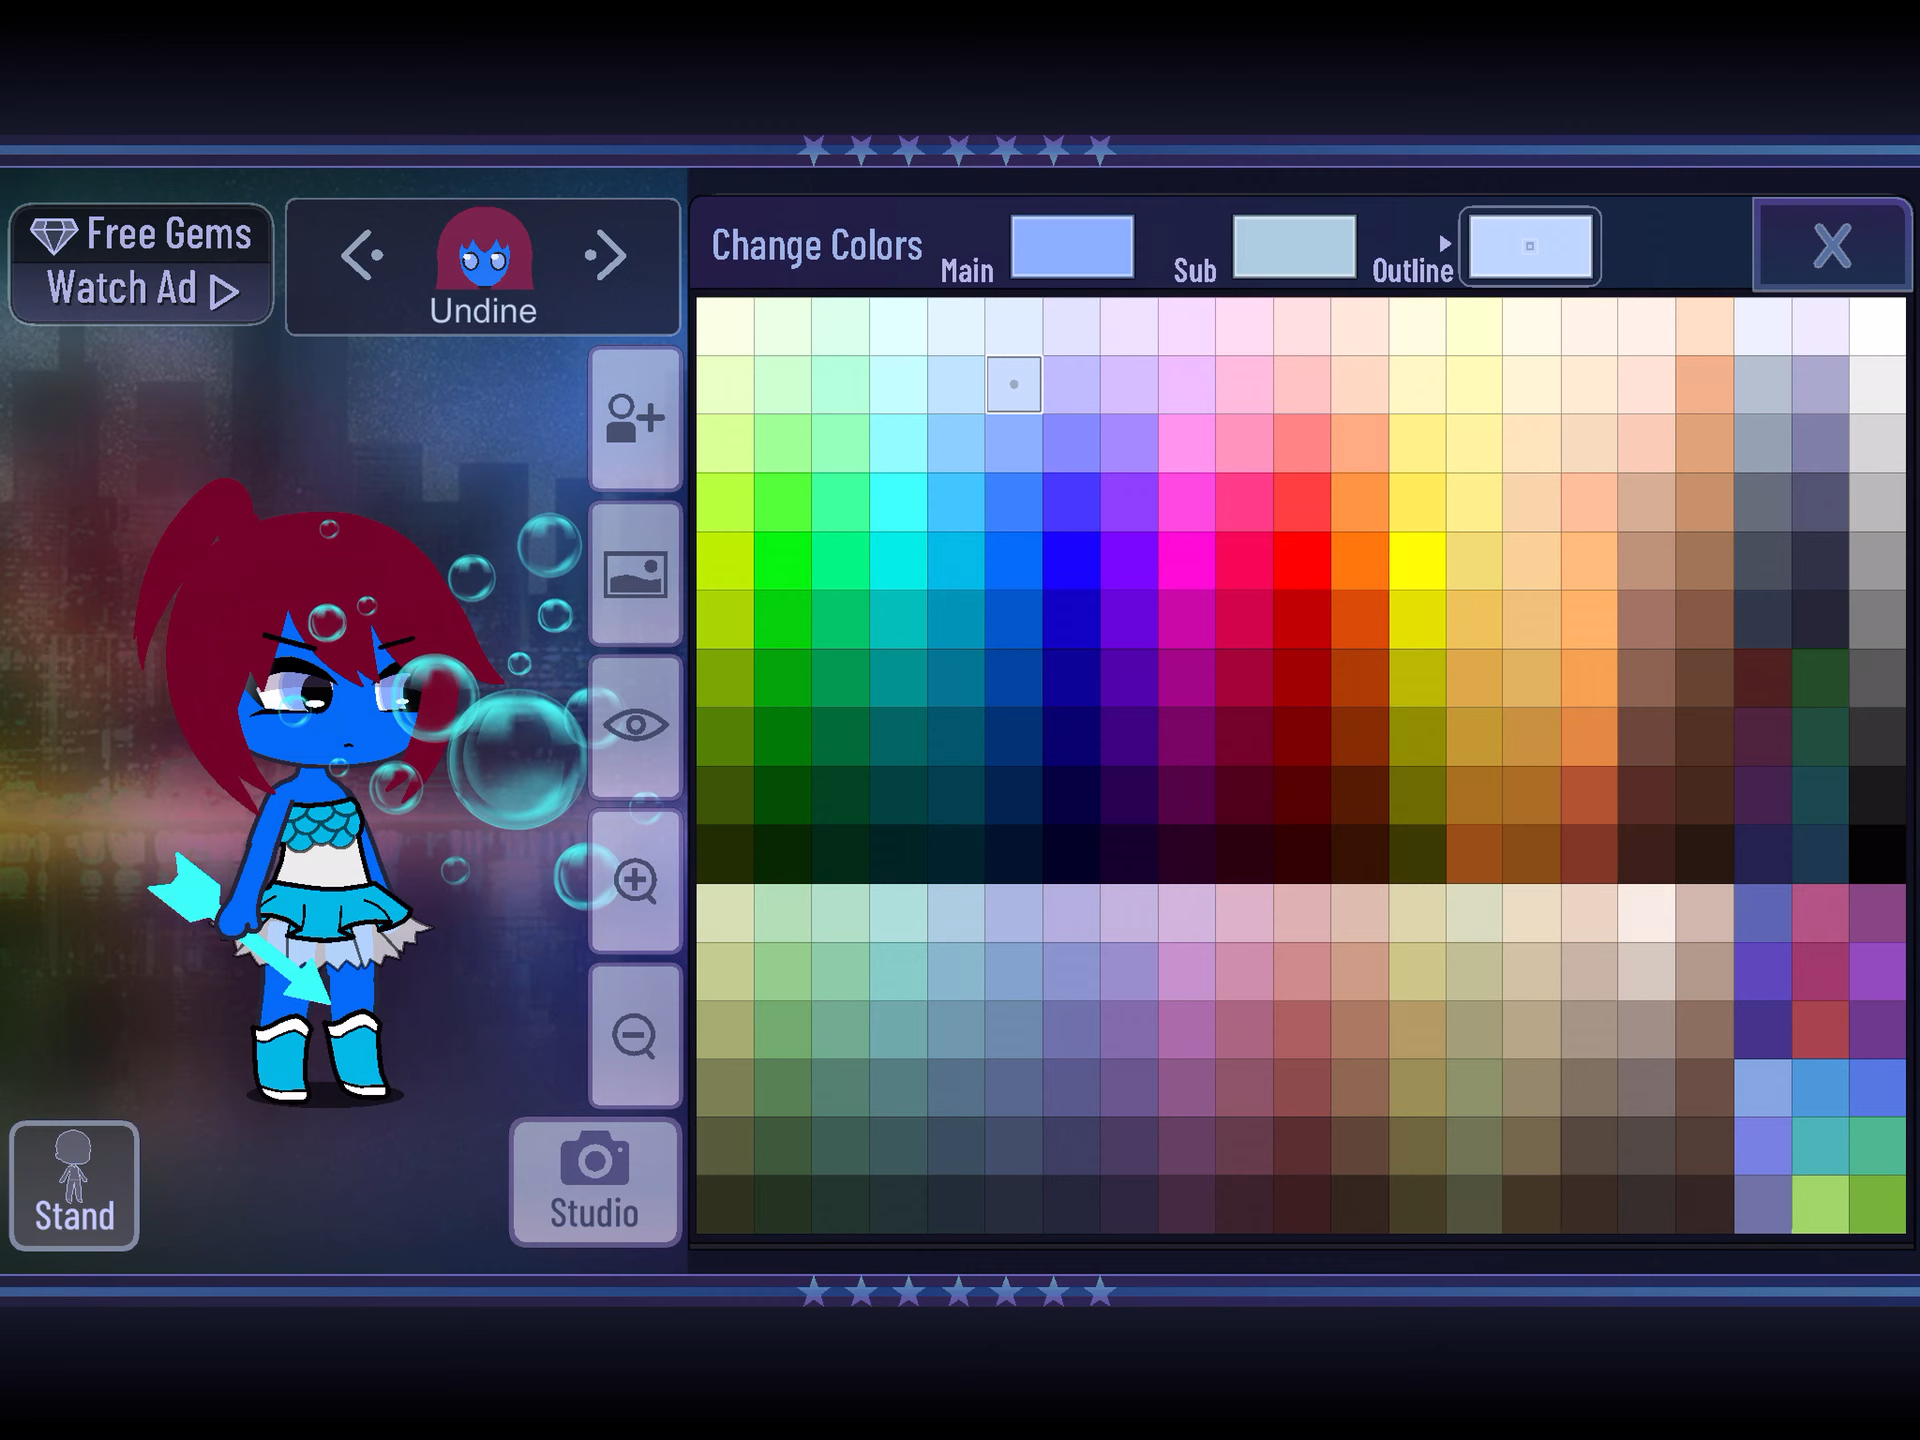 Free Gems
Watch Ad
Undine
Change Colors
Main
Sub
Outline
X
Stand
Studio